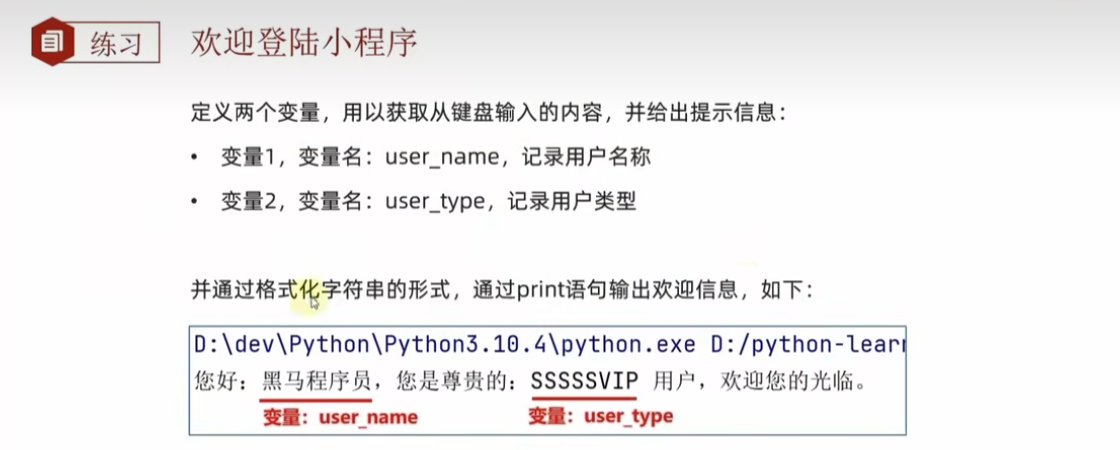 练习 欢迎登陆小程序
定义两个变量，用以获取从键盘输入的内容，并给出提示信息：
• 变量1，变量名：user_name，记录用户名称
• 变量2，变量名：user_type，记录用户类型
并通过格式化字符串的形式，通过print语句输出欢迎信息，如下：
D:\dev\Python\Python3.10.4\python.exe D:/python-lear
您好：黑马程序员，您是尊贵的：SSSSSVIP 用户，欢迎您的光临。
变量：user_name 变量：user_type